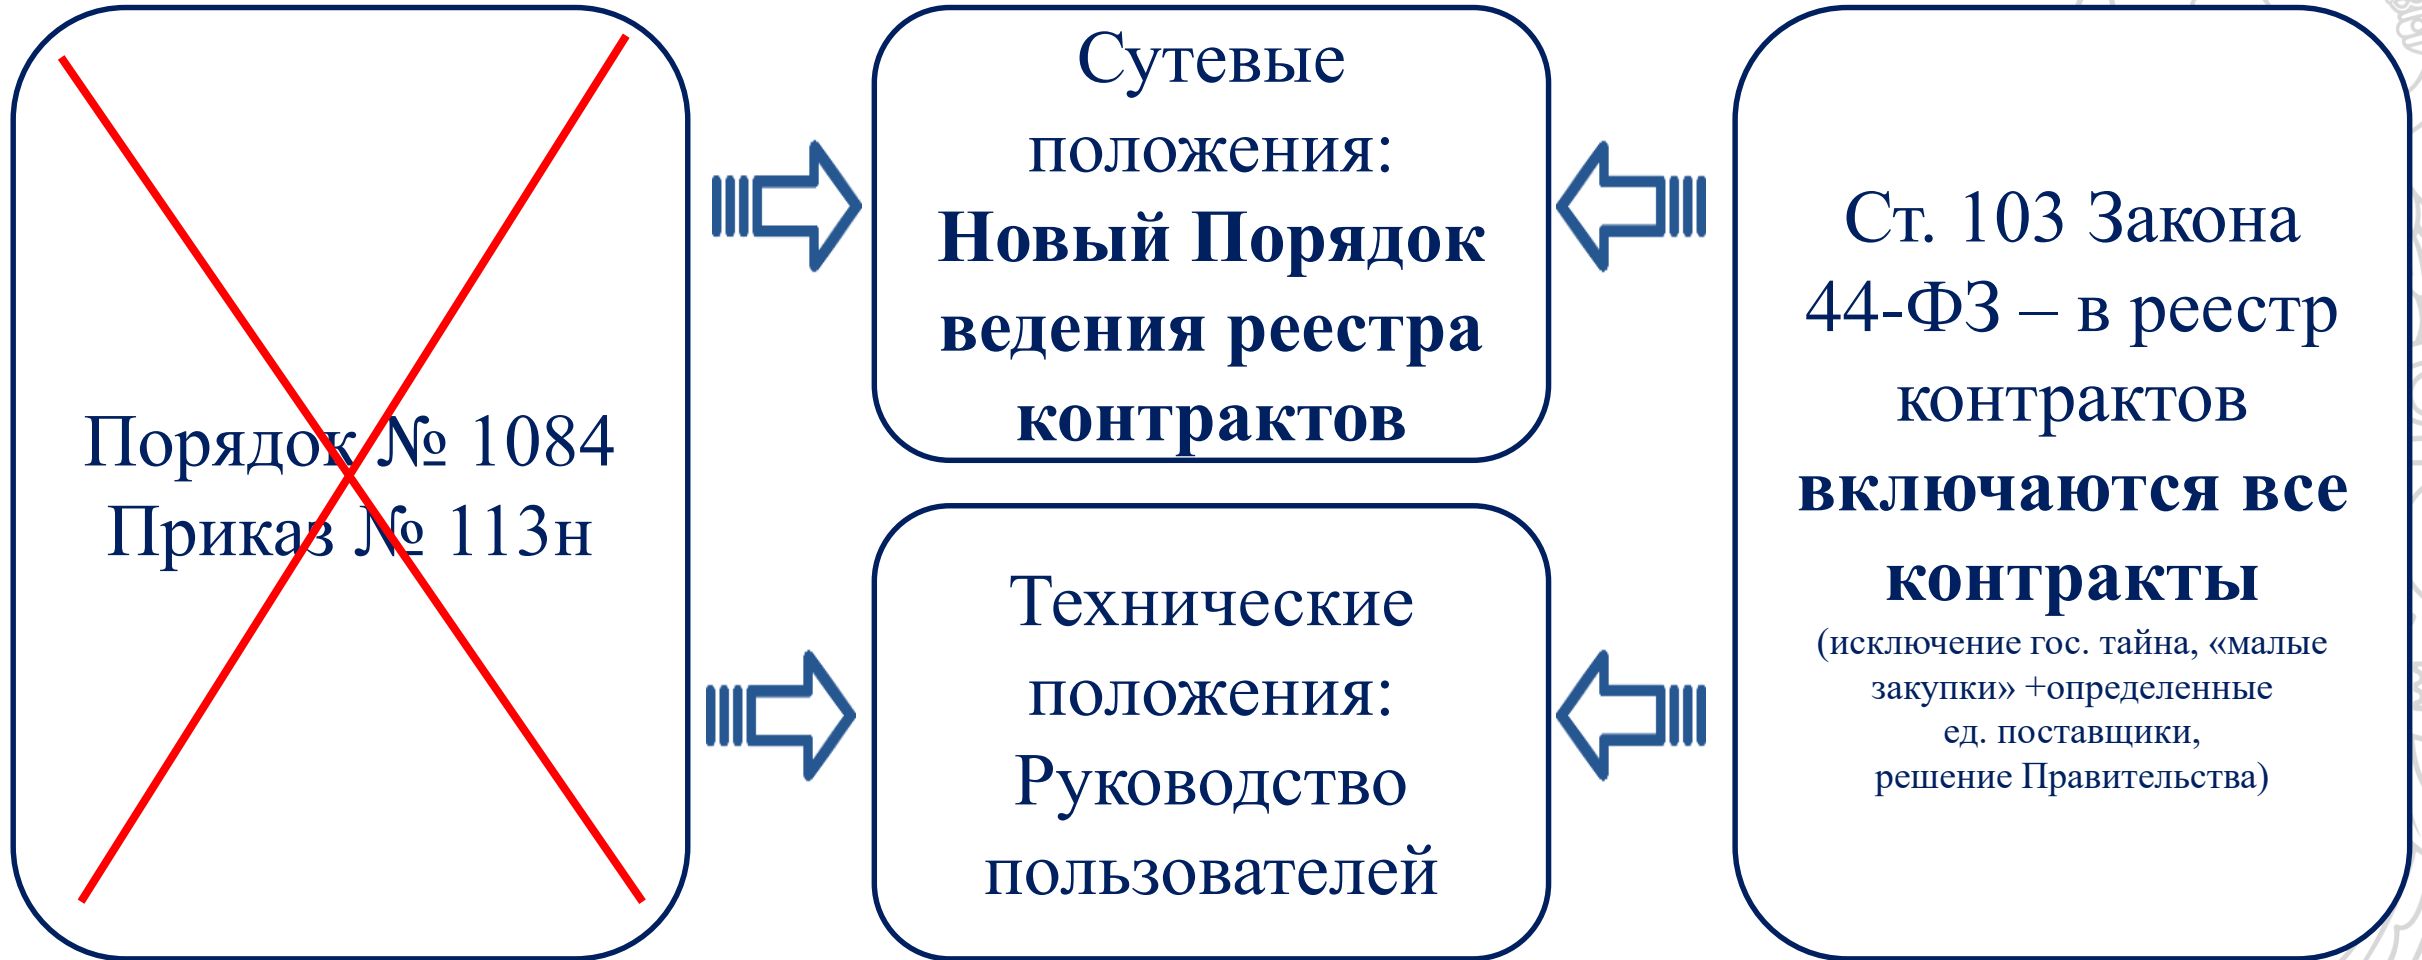 Порядок № 1084
Приказ № 113н
Сутевые
положения:
Новый Порядок
ведения реестра
контрактов
Технические
положения:
Руководство
пользователей
Ст. 103 Закона
44-ФЗ – в реестр
контрактов
включаются все
контракты
(исключение гос. тайна, «малые
закупки» +определенные
ед. поставщики,
решение Правительства)